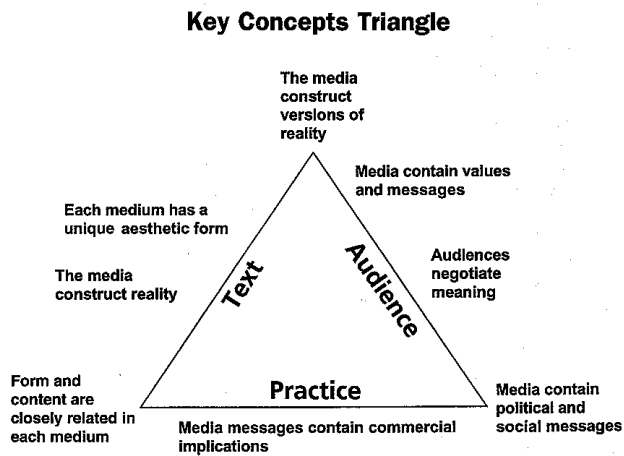 Key Concepts Triangle
The media
construct
versions of
reality
Media contain values
and messages
Each medium has a
unique aesthetic form
Audiences
negotiate
meaning
The media
construct reality
Text
Audience
Practice
Form and
content are
closely related in
each medium
Media messages contain commercial
implications
Media contain
political and
social messages